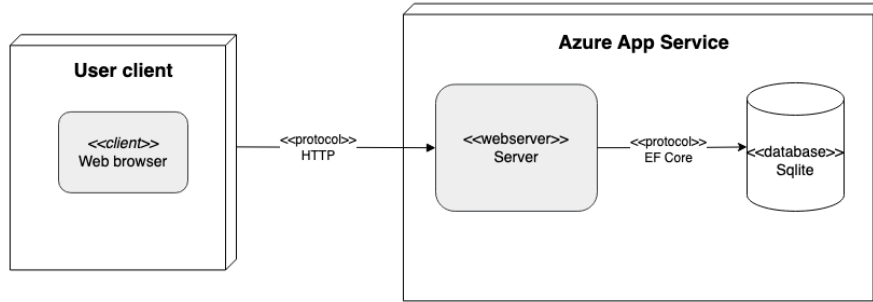 User client
<<client>>
Web browser
<<protocol>>
HTTP
Azure App Service
<<webserver>>
Server
<<protocol>>
EF Core
<<database>>
Sqlite